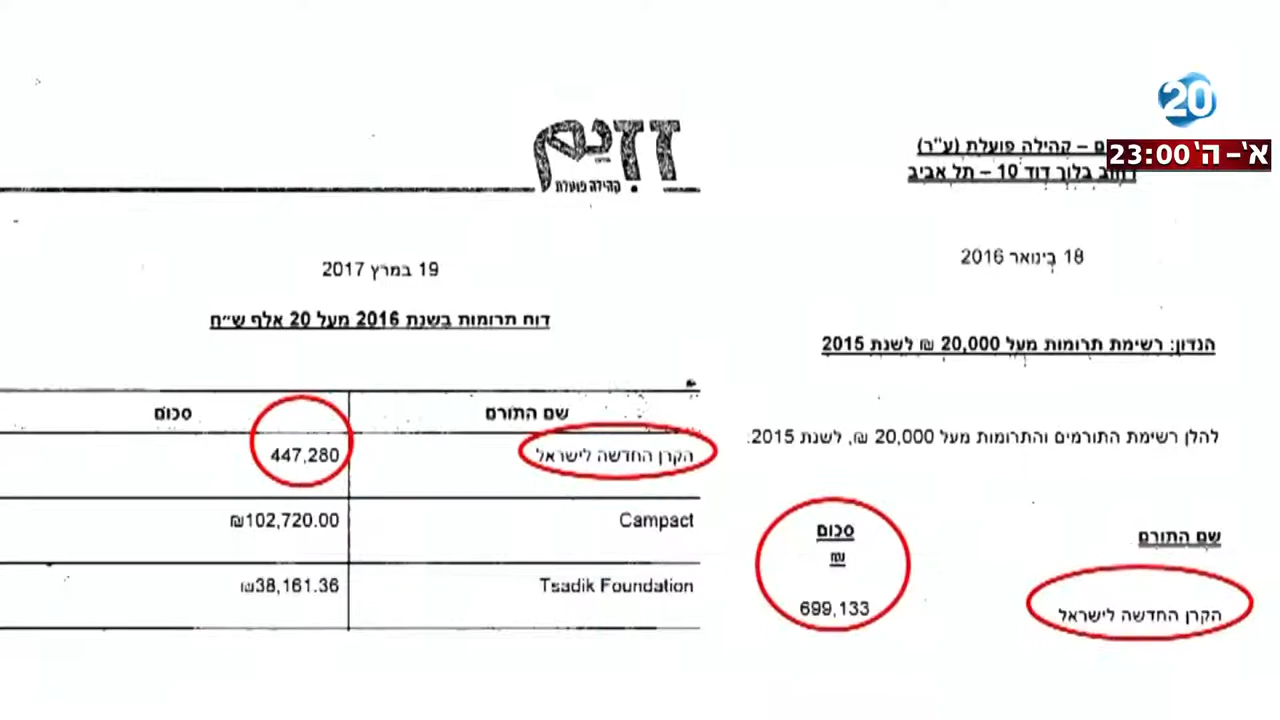 20
א'-ה' 23:00
זזים
קהילה פועלת
19 במרץ 2017
דוח תרומות בשנת 2016 מעל 20 אלף ש״ח
שם התורם סכום
הקרן החדשה לישראל 447,280
Campact ₪102,720.00
Tsadik Foundation ₪38,161.36
ם – קהילה פועלת (ע"ר)
רחוב בלוך דוד 10 – תל אביב
18 בינואר 2016
הנדון: רשימת תרומות מעל 20,000 ₪ לשנת 2015
להלן רשימת התורמים והתרומות מעל 20,000 ₪, לשנת 2015:
שם התורם סכום
₪
הקרן החדשה לישראל 699,133